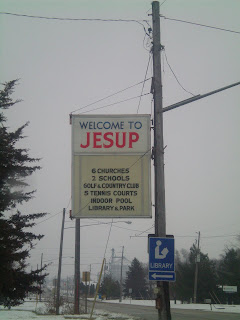 WELCOME TO
JESUP
6 CHURCHES
2 SCHOOLS
GOLF & COUNTRY CLUB
5 TENNIS COURTS
INDOOR POOL
LIBRARY & PARK
LIBRARY